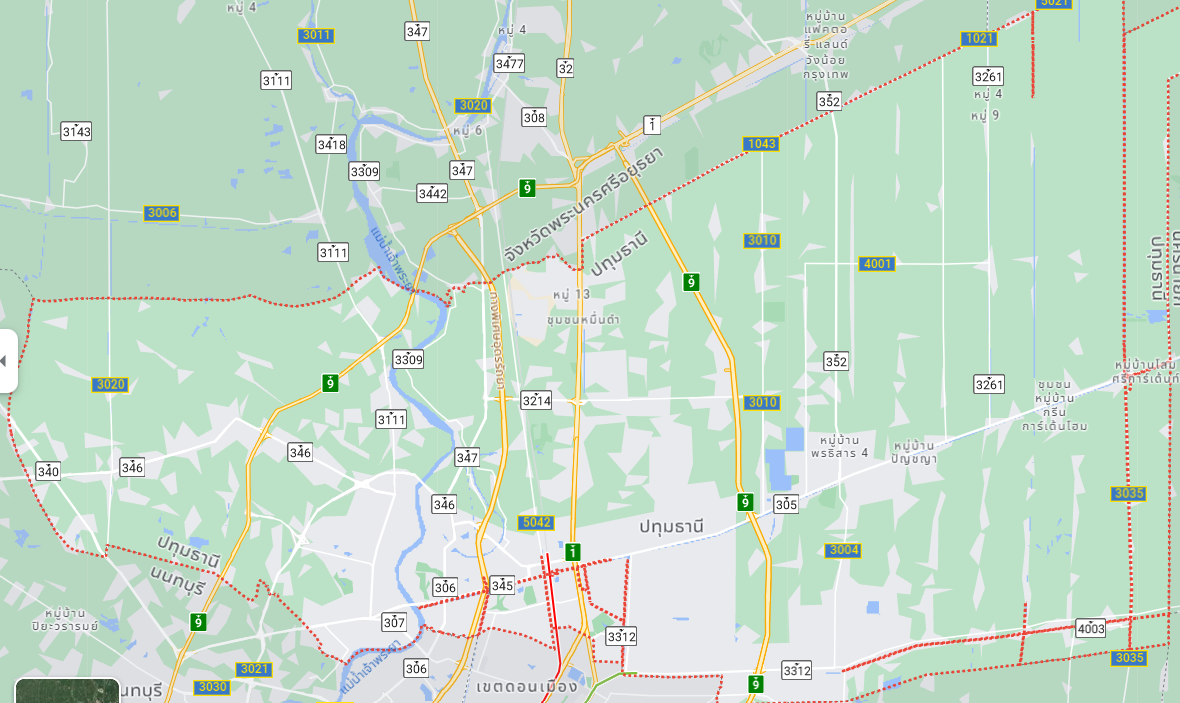 หมู่ 4
3011
347
หมู่ 4
3477
32
3111
3020
308
หมู่ 6
1
3143
3418
3309
347
3442
9
3006
3111
แม่น้ำเจ้าพระยา
จังหวัดพระนครศรีอยุธยา
ปทุมธานี
หมู่บ้าน
แฟคตอ
รี่ แลนด์
วังน้อย
กรุงเทพ
352
1043
1021
5021
3261
หมู่ 4
หมู่ 9
3010
4001
9
หมู่ 13
ชุมชนหมื่นดำ
ปทุมธานี
3309
9
3020
3111
3214
3010
352
3261
หมู่บ้านโสม
ศรีการ์เด้นท์
ชุมชน
หมู่บ้าน
กรีน
การ์เด้นโฮม
หมู่บ้าน
พรธิสาร 4
หมู่บ้าน
ปัญชญา
340
346
346
347
346
5042
9
305
3035
ปทุมธานี
1
3004
ปทุมธานี
นนทบุรี
306
345
หมู่บ้าน
ปิยะวรารมย์
9
307
3312
4003
3021
3030
แม่น้ำเจ้าพระยา
306
เขตดอนเมือง
9
3312
3035
นนทบุรี